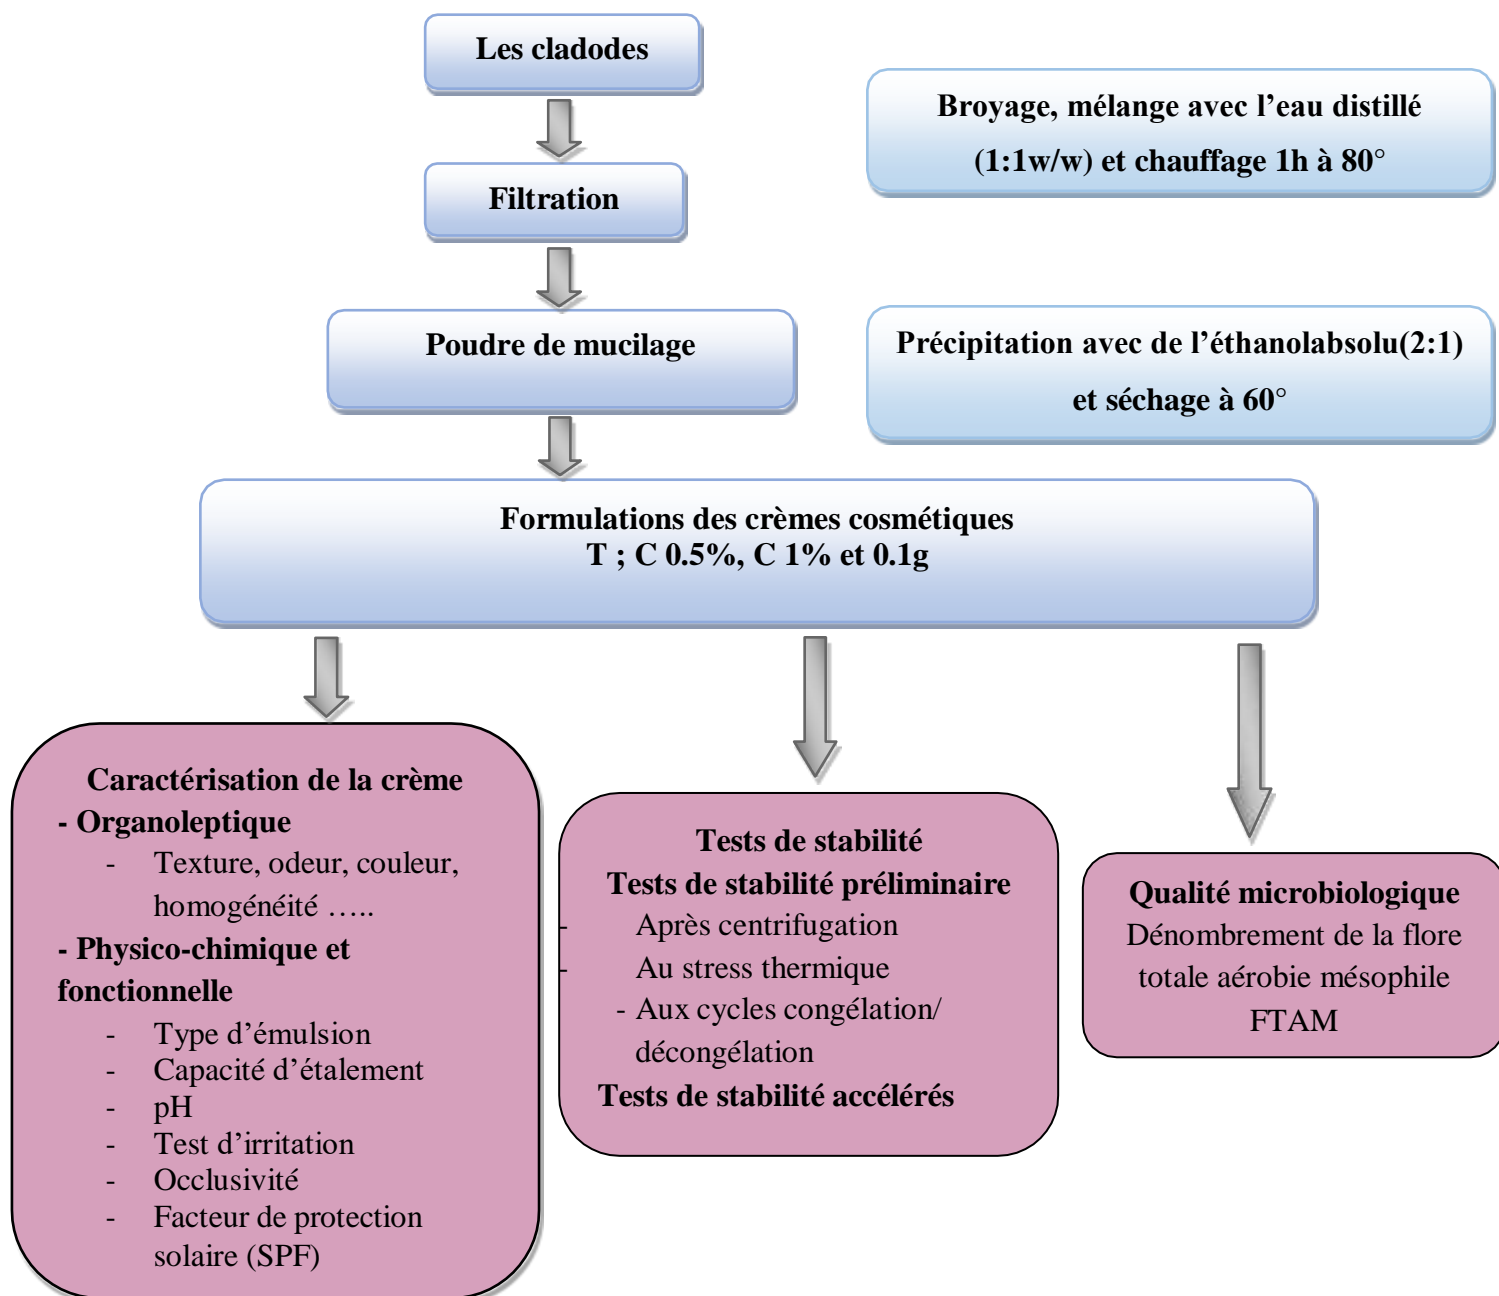 Les cladodes
Broyage, mélange avec l’eau distillé
(1:1w/w) et chauffage 1h à 80°
Filtration
Poudre de mucilage
Précipitation avec de l’éthanolabsolu(2:1)
et séchage à 60°
Formulations des crèmes cosmétiques
T ; C 0.5%, C 1% et 0.1g
Caractérisation de la crème
- Organoleptique
- Texture, odeur, couleur,
homogénéité …..
- Physico-chimique et
fonctionnelle
- Type d’émulsion
- Capacité d’étalement
- pH
- Test d’irritation
- Occlusivité
- Facteur de protection
solaire (SPF)
Tests de stabilité
Tests de stabilité préliminaire
- Après centrifugation
- Au stress thermique
- Aux cycles congélation/
décongélation
Tests de stabilité accélérés
Qualité microbiologique
Dénombrement de la flore
totale aérobie mésophile
FTAM